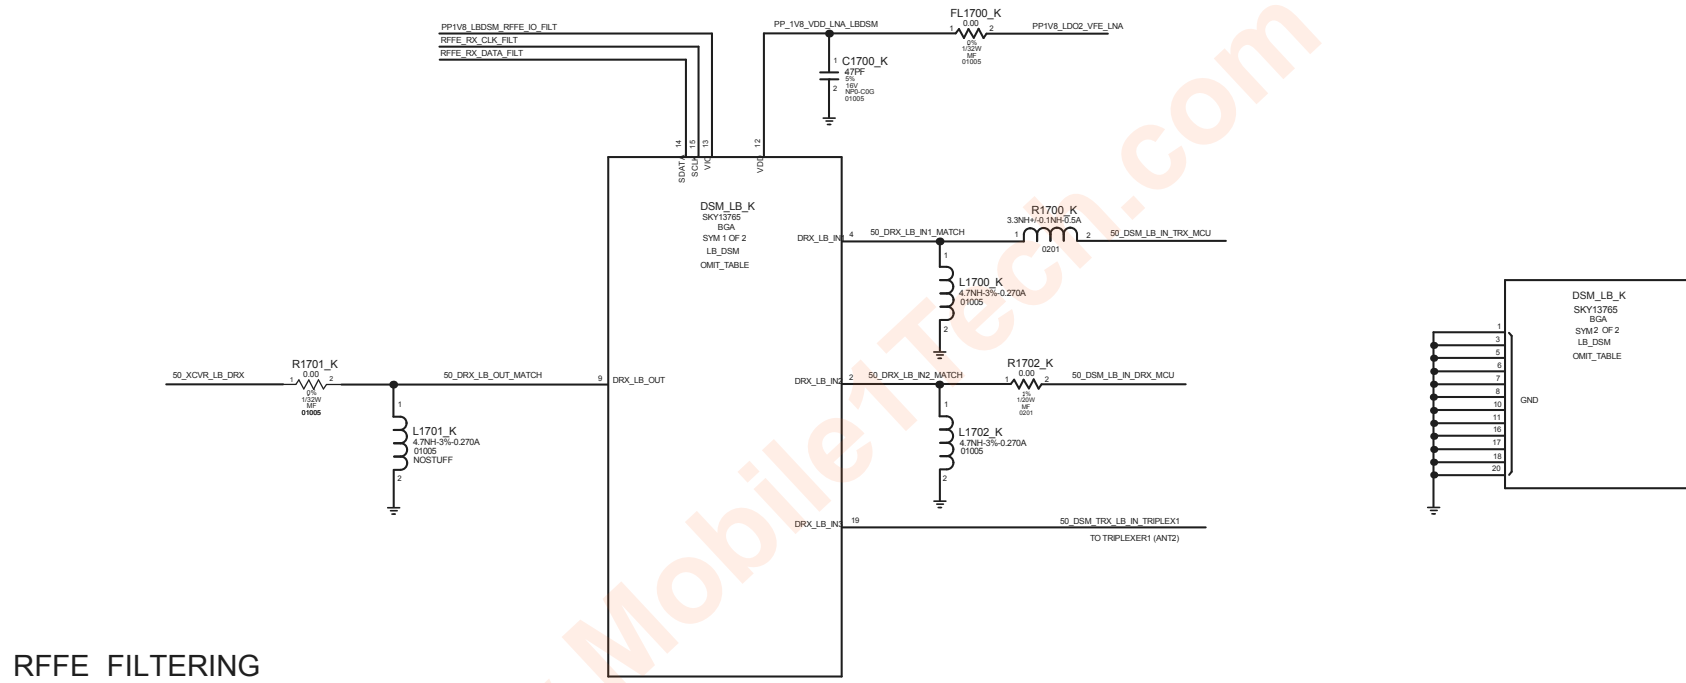 PP1V8_LBDSM_RFFE_IO_FILT
RFFE_RX_CLK_FILT
RFFE_RX_DATA_FILT
PP_1V8_VDD_LNA_LBDSM
FL1700_K
0.00
1
2
0%
1/32W
MF
01005
PP1V8_LDO2_VFE_LNA
1
C1700_K
47PF
5%
16V
2
NP0-C0G
01005
14
15
13
12
SDATA
SCLK
VIO
VDD
DSM_LB_K
SKY13765
BGA
SYM 1 OF 2
LB_DSM
OMIT_TABLE
DRX_LB_IN1
4
50_DRX_LB_IN1_MATCH
R1700_K
3.3NH+/-0.1NH-0.5A
1
2
0201
50_DSM_LB_IN_TRX_MCU
1
L1700_K
4.7NH-3%-0.270A
01005
2
50_XCVR_LB_DRX
R1701_K
0.00
1
2
0%
1/32W
MF
01005
50_DRX_LB_OUT_MATCH
9
DRX_LB_OUT
1
L1701_K
4.7NH-3%-0.270A
01005
NOSTUFF
2
DRX_LB_IN2
2
50_DRX_LB_IN2_MATCH
R1702_K
0.00
1
2
1%
1/20W
MF
0201
50_DSM_LB_IN_DRX_MCU
1
L1702_K
4.7NH-3%-0.270A
01005
2
DRX_LB_IN3
19
50_DSM_TRX_LB_IN_TRIPLEX1
TO TRIPLEXER1 (ANT2)
DSM_LB_K
SKY13765
BGA
SYM 2 OF 2
LB_DSM
OMIT_TABLE
1
3
5
6
7
8
10
11
16
17
18
20
GND
RFFE FILTERING
Mobile1Tech.com